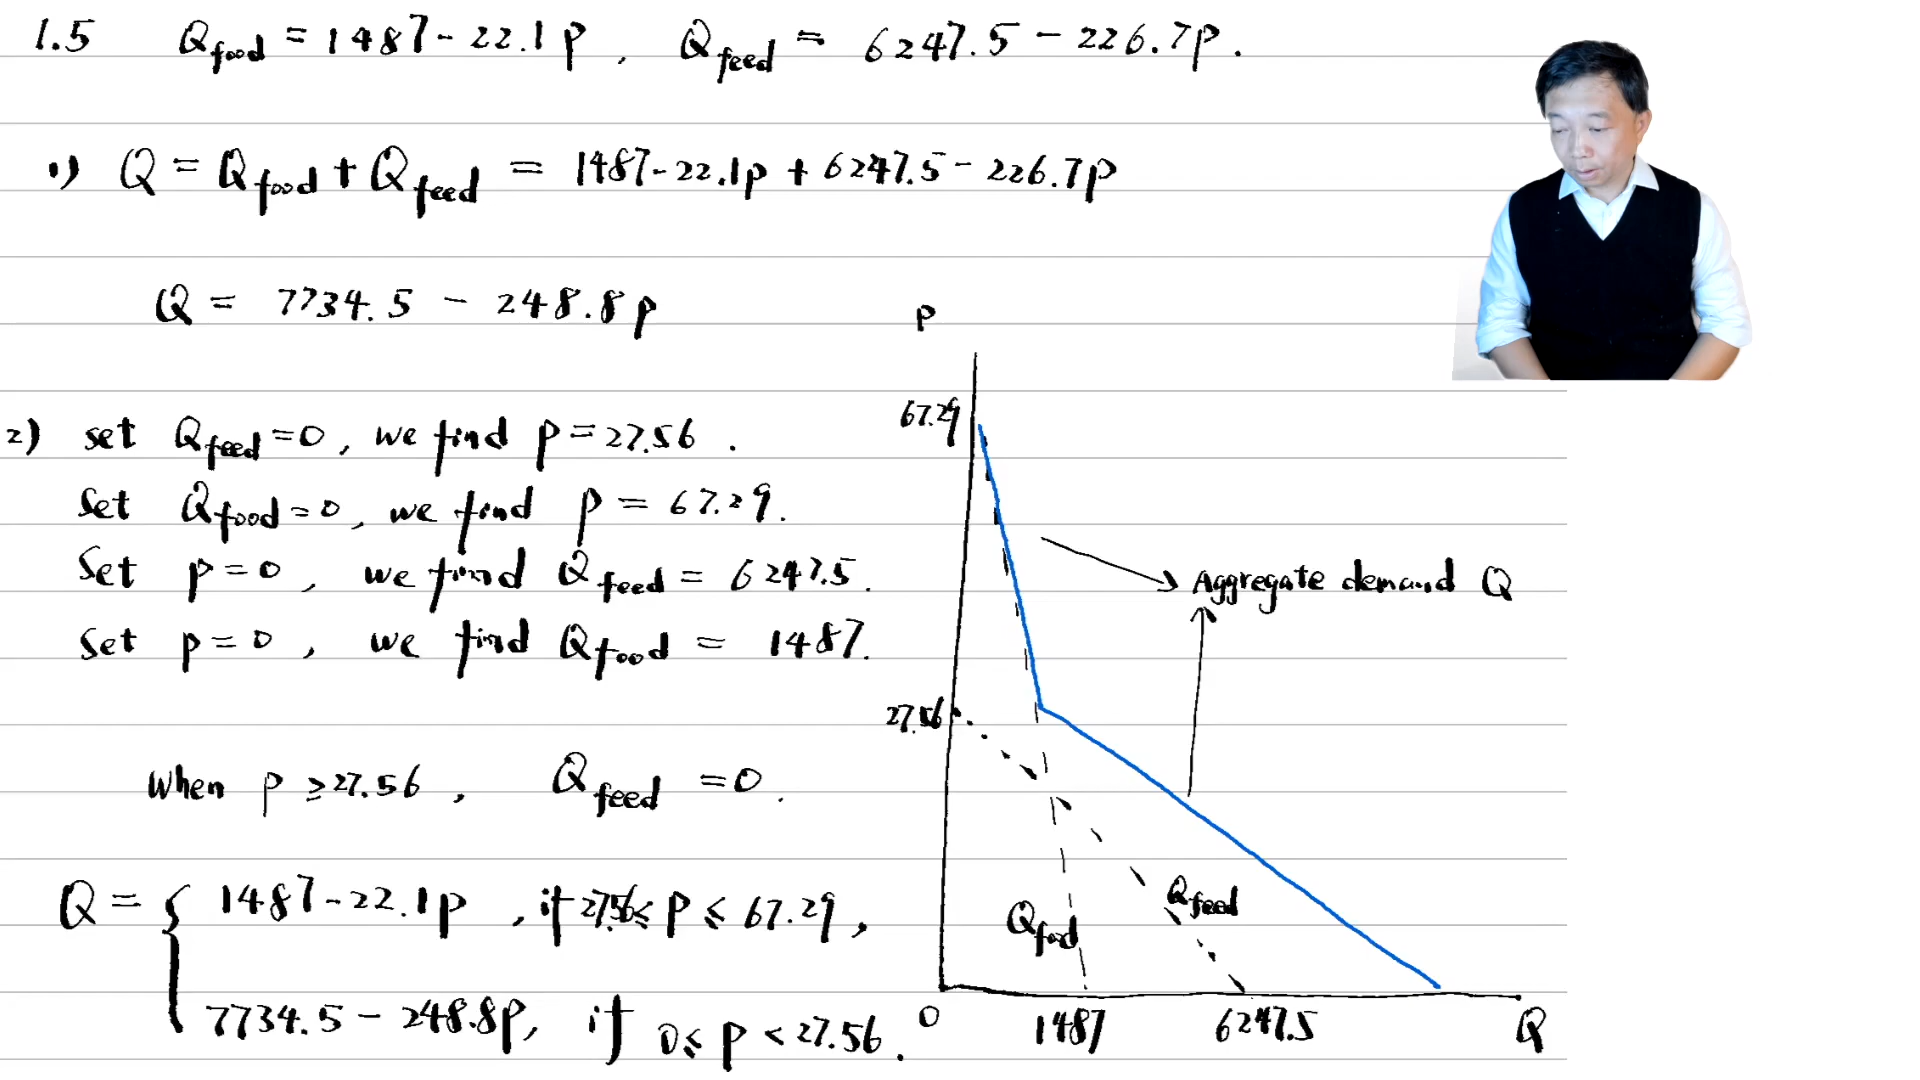 1.5 Qfood = 1487 - 22.1p, Qfeed = 6247.5 - 226.7p.
1) Q = Qfood + Qfeed = 1487 - 22.1p + 6247.5 - 226.7p
Q = 7734.5 - 248.8p
2) set Qfeed = 0, we find p = 27.56.
Set Qfood = 0, we find p = 67.29.
Set p = 0, we find Qfeed = 6247.5.
Set p = 0, we find Qfood = 1487.
When p ≥ 27.56, Qfeed = 0.
Q = { 1487 - 22.1p, if 27.56 ≤ p ≤ 67.29,
7734.5 - 248.8p, if 0 ≤ p < 27.56.
P
67.29
Aggregate demand Q
27.56
Qfeed
Qfood
0 1487 6247.5 Q